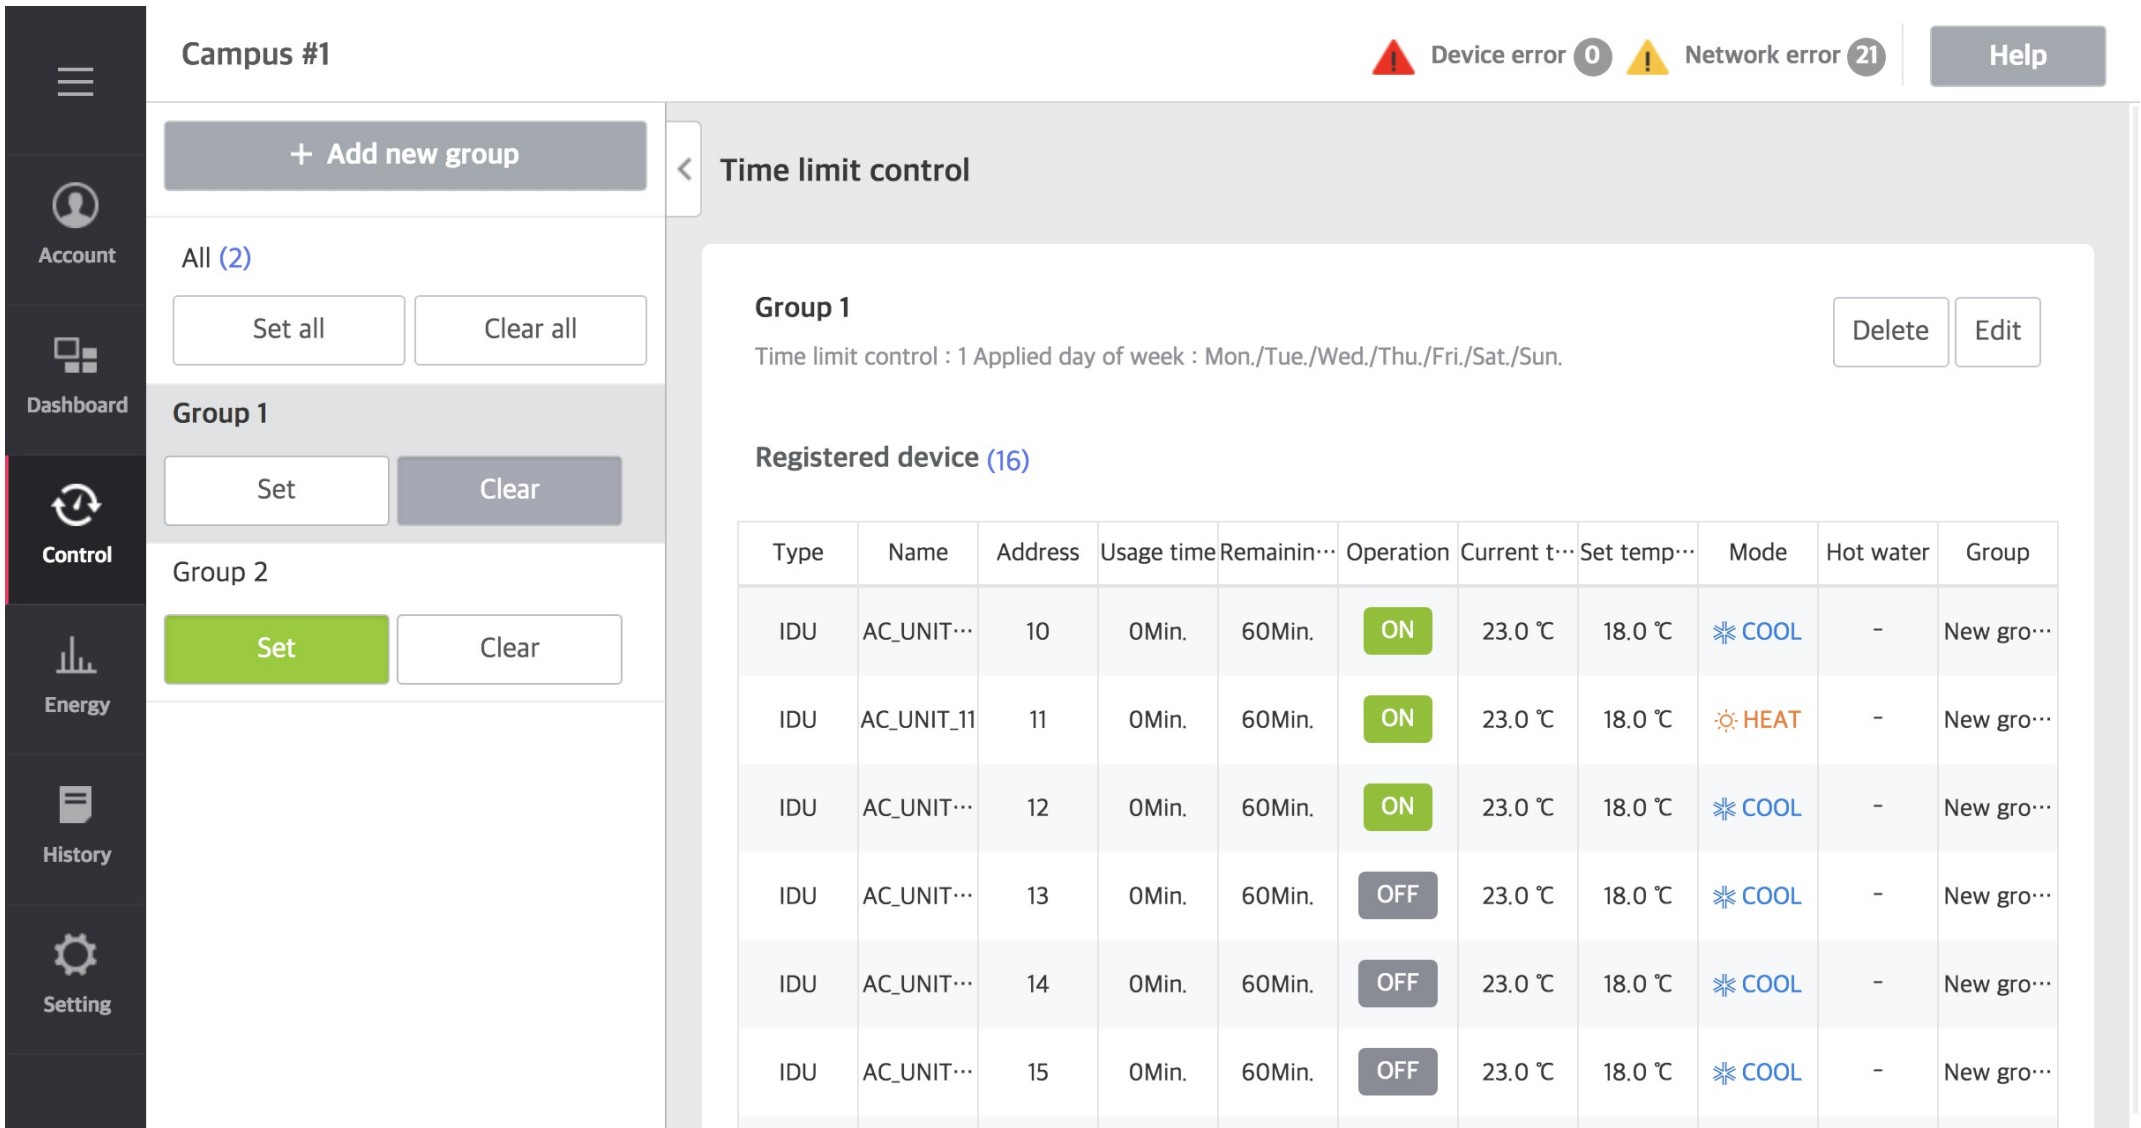 Campus #1
Device error 0
Network error 21
Help
Account
Dashboard
Control
Energy
History
Setting
+ Add new group
All (2)
Set all Clear all
Group 1
Set Clear
Group 2
Set Clear
Time limit control
Group 1
Time limit control : 1 Applied day of week : Mon./Tue./Wed./Thu./Fri./Sat./Sun.
Delete Edit
Registered device (16)
Type Name Address Usage time Remainin··· Operation Current t··· Set temp··· Mode Hot water Group
IDU AC_UNIT··· 10 0Min. 60Min. ON 23.0 ℃ 18.0 ℃ COOL - New gro···
IDU AC_UNIT_11 11 0Min. 60Min. ON 23.0 ℃ 18.0 ℃ HEAT - New gro···
IDU AC_UNIT··· 12 0Min. 60Min. ON 23.0 ℃ 18.0 ℃ COOL - New gro···
IDU AC_UNIT··· 13 0Min. 60Min. OFF 23.0 ℃ 18.0 ℃ COOL - New gro···
IDU AC_UNIT··· 14 0Min. 60Min. OFF 23.0 ℃ 18.0 ℃ COOL - New gro···
IDU AC_UNIT··· 15 0Min. 60Min. OFF 23.0 ℃ 18.0 ℃ COOL - New gro···